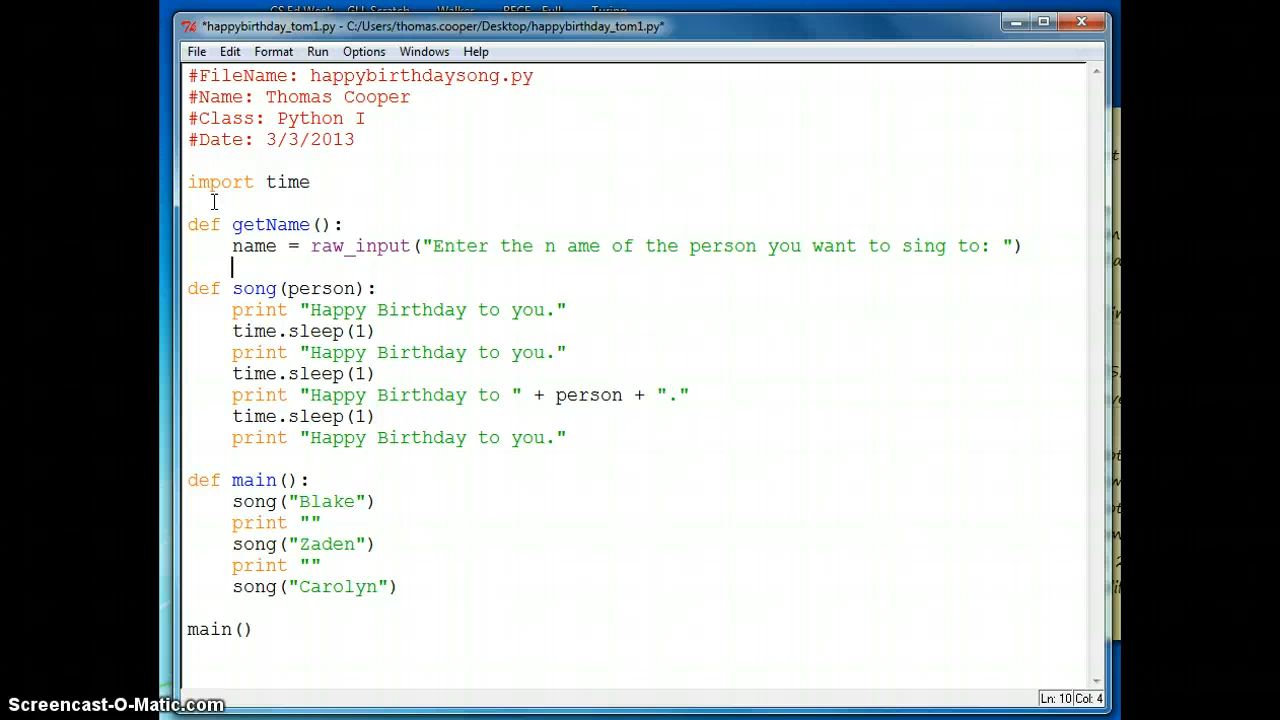 *happybirthday_tom1.py - C:/Users/thomas.cooper/Desktop/happybirthday_tom1.py*
File Edit Format Run Options Windows Help
#FileName: happybirthdaysong.py
#Name: Thomas Cooper
#Class: Python I
#Date: 3/3/2013
import time
def getName():
    name = raw_input("Enter the n ame of the person you want to sing to: ")
def song(person):
    print "Happy Birthday to you."
    time.sleep(1)
    print "Happy Birthday to you."
    time.sleep(1)
    print "Happy Birthday to " + person + "."
    time.sleep(1)
    print "Happy Birthday to you."
def main():
    song("Blake")
    print ""
    song("Zaden")
    print ""
    song("Carolyn")
main()
Ln: 10 Col: 4
Screencast-O-Matic.com